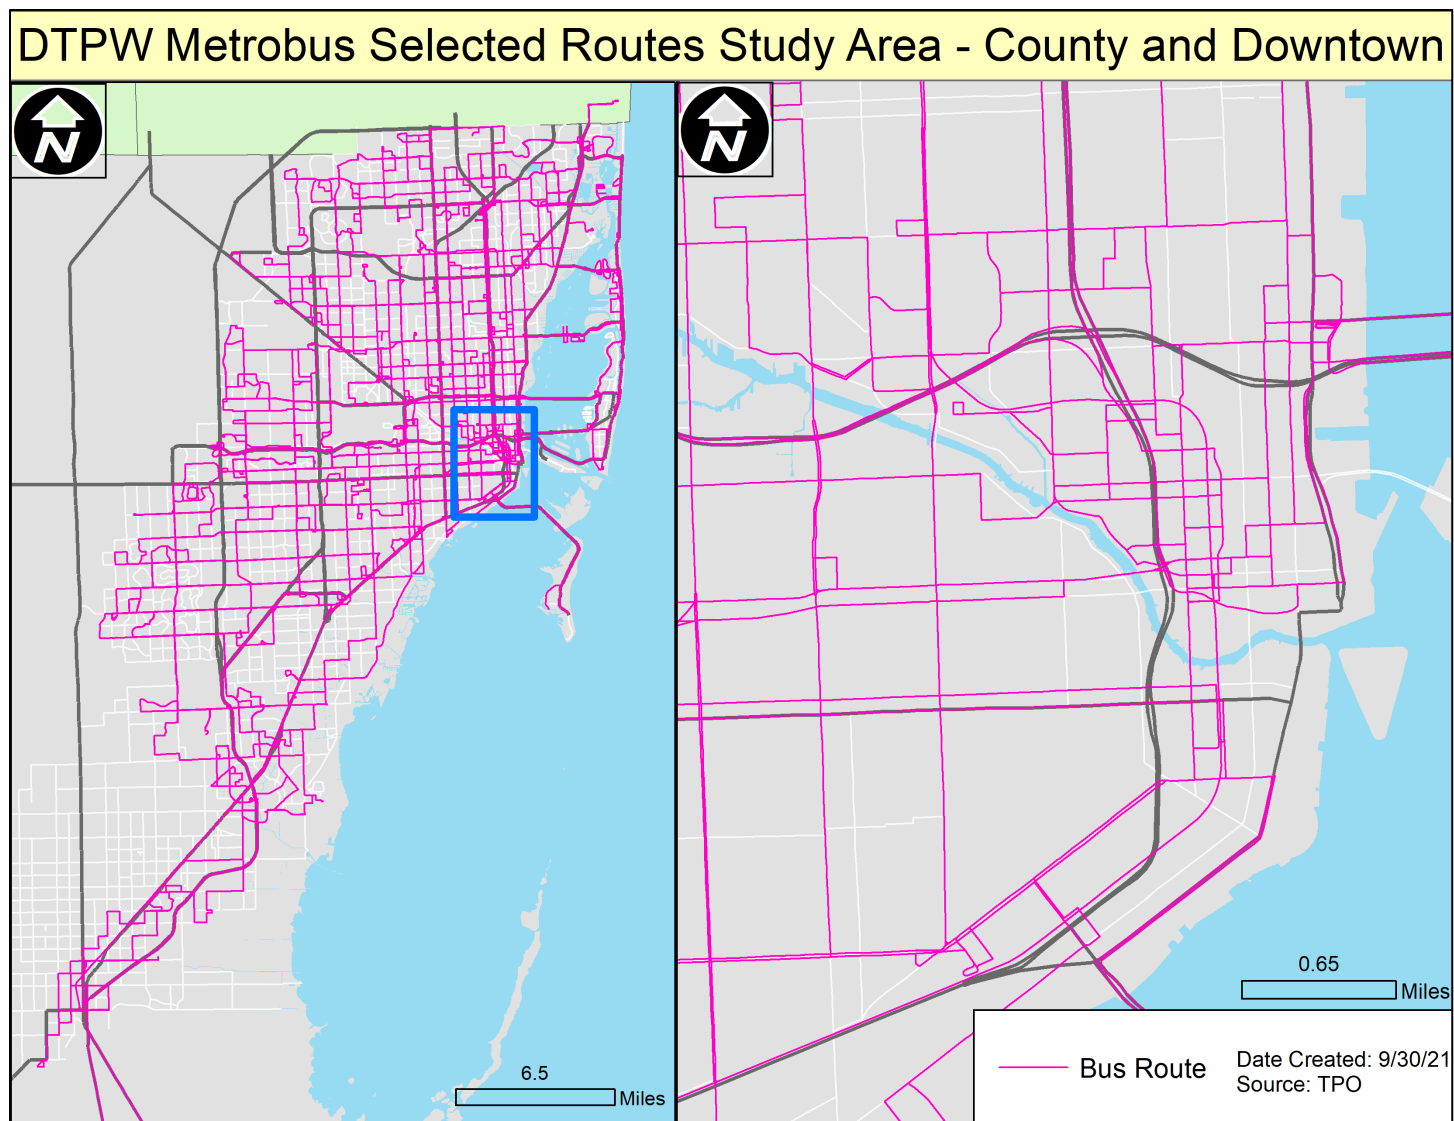 DTPW Metrobus Selected Routes Study Area - County and Downtown
N
N
6.5
Miles
0.65
Miles
Bus Route
Date Created: 9/30/21
Source: TPO